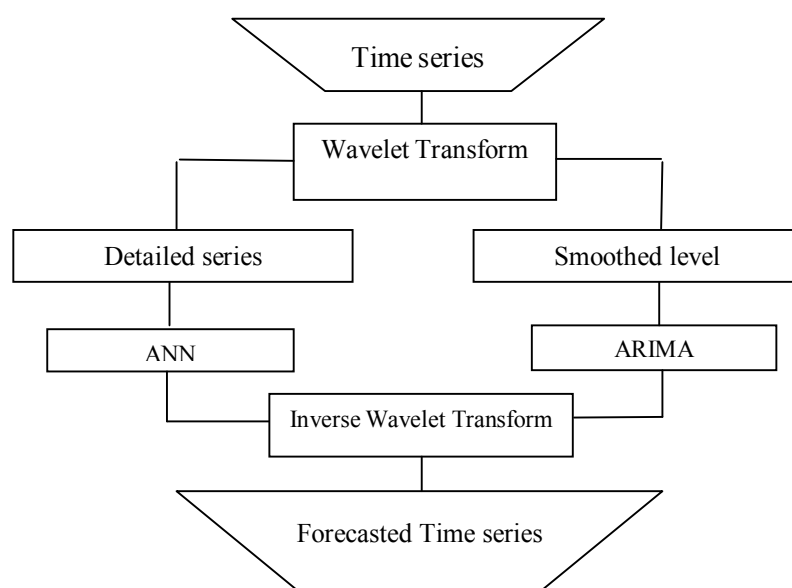 Time series
Wavelet Transform
Detailed series
Smoothed level
ANN
ARIMA
Inverse Wavelet Transform
Forecasted Time series